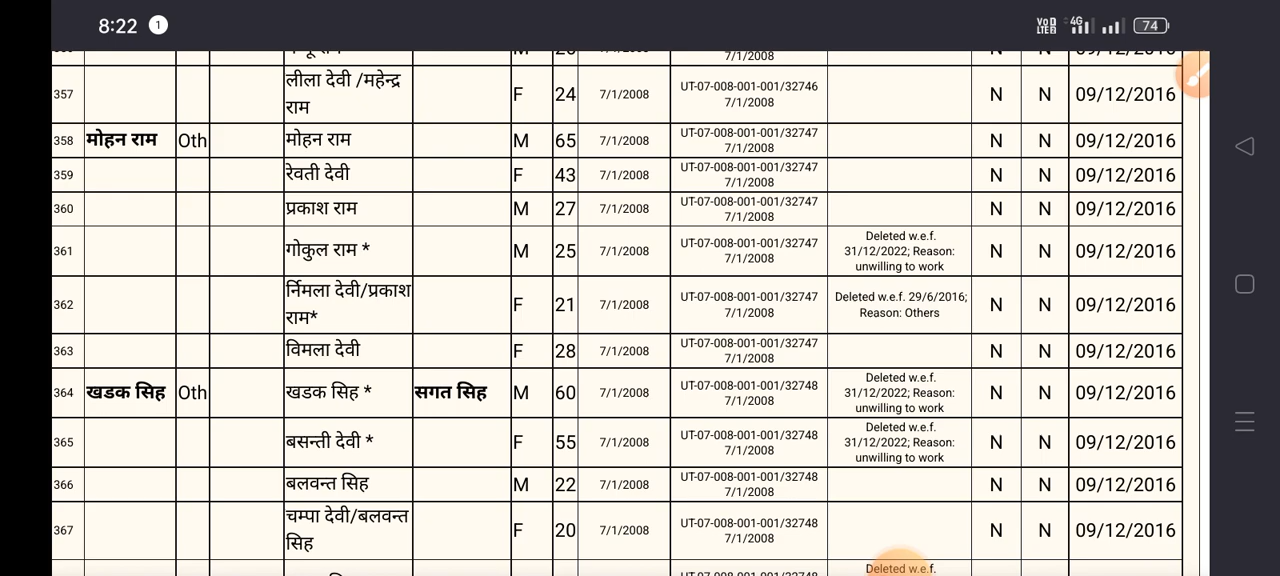 8:22 1 4G 74
7/1/2008
357 लीला देवी /महेन्द्र राम F 24 7/1/2008 UT-07-008-001-001/32746 7/1/2008 N N 09/12/2016
358 मोहन राम Oth मोहन राम M 65 7/1/2008 UT-07-008-001-001/32747 7/1/2008 N N 09/12/2016
359 रेवती देवी F 43 7/1/2008 UT-07-008-001-001/32747 7/1/2008 N N 09/12/2016
360 प्रकाश राम M 27 7/1/2008 UT-07-008-001-001/32747 7/1/2008 N N 09/12/2016
361 गोकुल राम * M 25 7/1/2008 UT-07-008-001-001/32747 7/1/2008 Deleted w.e.f. 31/12/2022; Reason: unwilling to work N N 09/12/2016
362 र्निमला देवी/प्रकाश राम* F 21 7/1/2008 UT-07-008-001-001/32747 7/1/2008 Deleted w.e.f. 29/6/2016; Reason: Others N N 09/12/2016
363 विमला देवी F 28 7/1/2008 UT-07-008-001-001/32747 7/1/2008 N N 09/12/2016
364 खडक सिह Oth खडक सिह * सगत सिह M 60 7/1/2008 UT-07-008-001-001/32748 7/1/2008 Deleted w.e.f. 31/12/2022; Reason: unwilling to work N N 09/12/2016
365 बसन्ती देवी * F 55 7/1/2008 UT-07-008-001-001/32748 7/1/2008 Deleted w.e.f. 31/12/2022; Reason: unwilling to work N N 09/12/2016
366 बलवन्त सिह M 22 7/1/2008 UT-07-008-001-001/32748 7/1/2008 N N 09/12/2016
367 चम्पा देवी/बलवन्त सिह F 20 7/1/2008 UT-07-008-001-001/32748 7/1/2008 N N 09/12/2016
Deleted w.e.f.